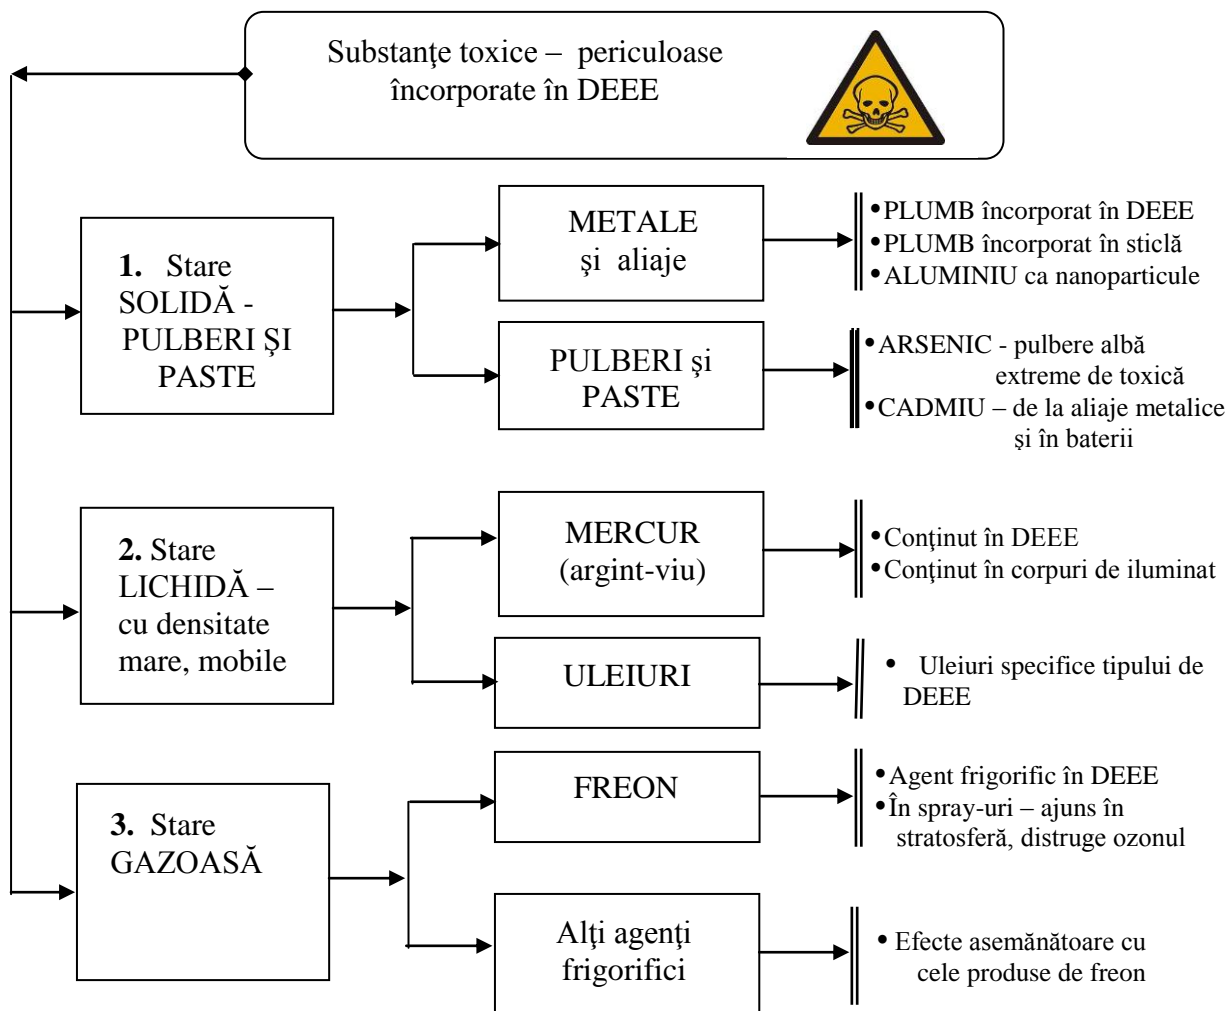 Substanţe toxice – periculoase
încorporate în DEEE
1. Stare
SOLIDĂ -
PULBERI ŞI
PASTE
METALE
şi aliaje
•PLUMB încorporat în DEEE
•PLUMB încorporat în sticlă
•ALUMINIU ca nanoparticule
PULBERI şi
PASTE
•ARSENIC - pulbere albă
extreme de toxică
•CADMIU – de la aliaje metalice
şi în baterii
2. Stare
LICHIDĂ –
cu densitate
mare, mobile
MERCUR
(argint-viu)
•Conţinut în DEEE
•Conţinut în corpuri de iluminat
ULEIURI
• Uleiuri specifice tipului de
DEEE
3. Stare
GAZOASĂ
FREON
•Agent frigorific în DEEE
•În spray-uri – ajuns în
stratosferă, distruge ozonul
Alţi agenţi
frigorifici
• Efecte asemănătoare cu
cele produse de freon